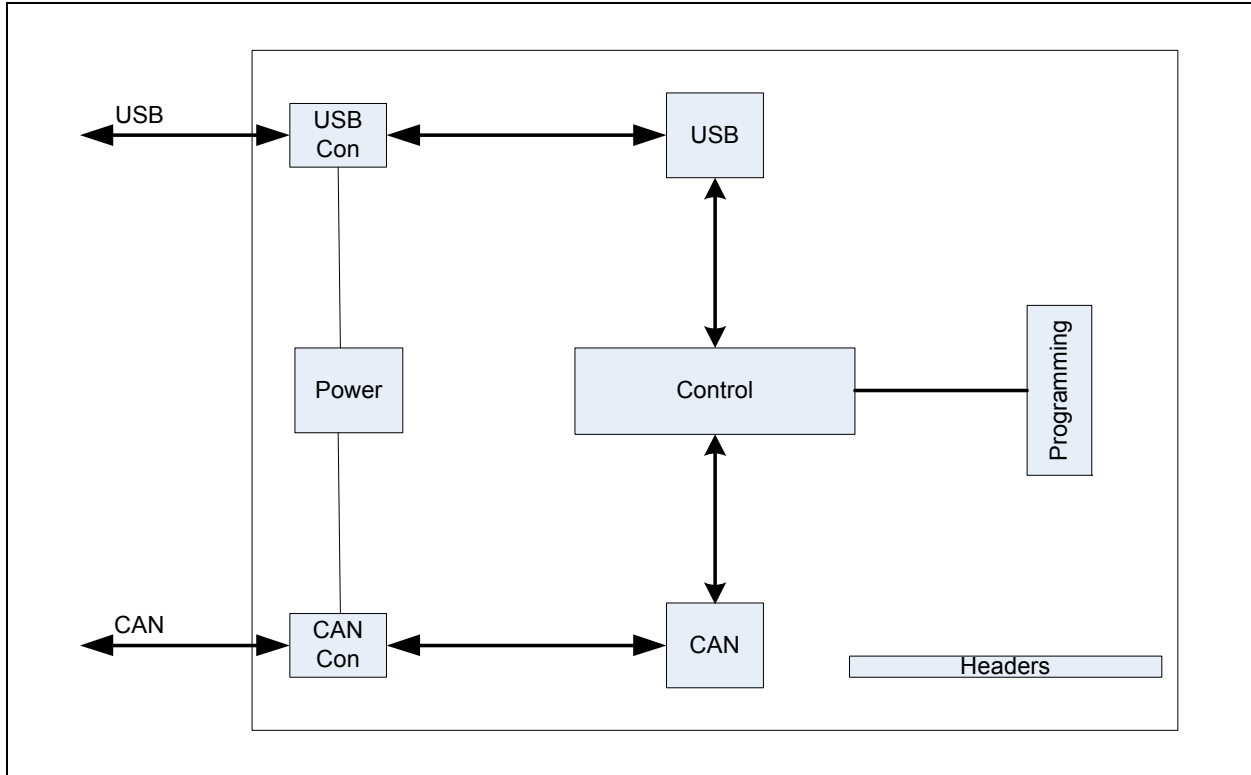 USB
USB
Con
USB
Power
Control
Programming
CAN
CAN
Con
CAN
Headers